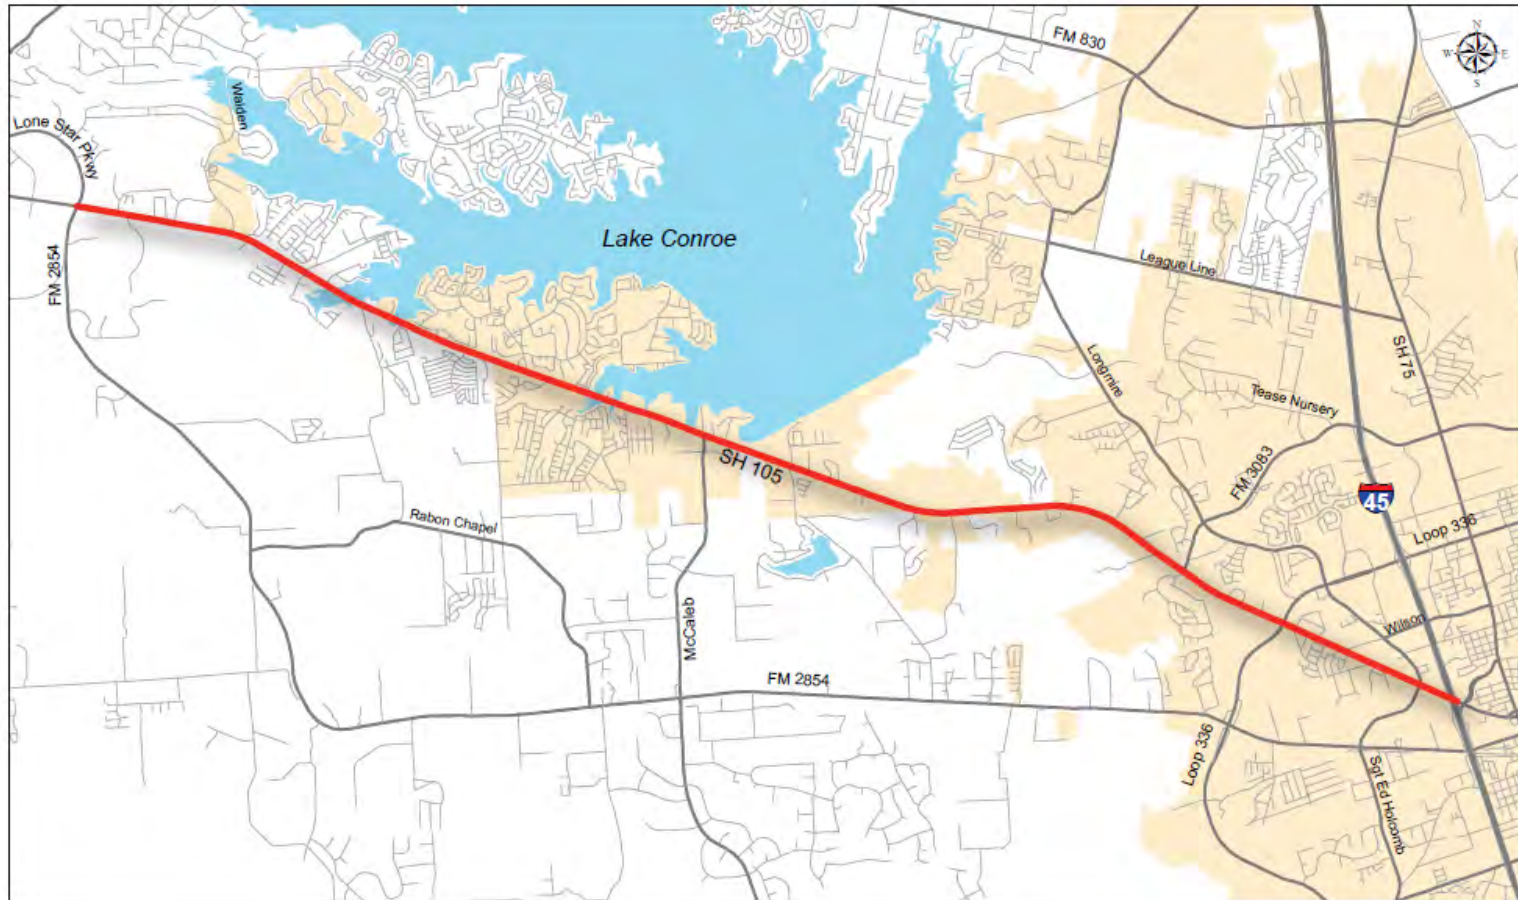 FM 830
N
W
E
S
Walden
Lone Star Pkwy
Lake Conroe
FM 2854
League Line
SH 75
Longmire
Tease Nursery
SH 105
FM 3083
45
Rabon Chapel
Loop 336
McCaleb
Wilson
FM 2854
Loop 336
Sgt Ed Holcomb